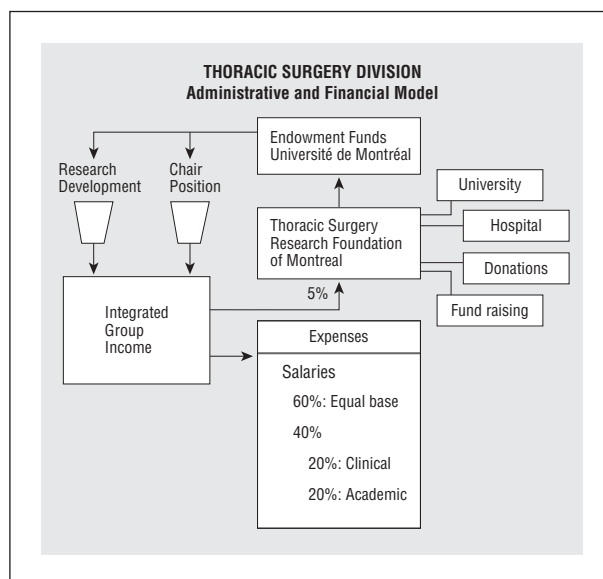 THORACIC SURGERY DIVISION
Administrative and Financial Model
Endowment Funds
Université de Montréal
Research
Development
Chair
Position
University
Hospital
Thoracic Surgery
Research Foundation
of Montreal
Donations
Fund raising
5%
Integrated
Group
Income
Expenses
Salaries
60%: Equal base
40%
20%: Clinical
20%: Academic